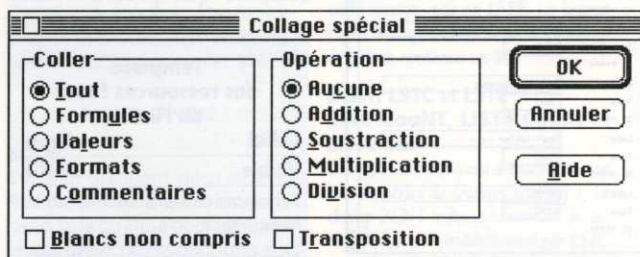 Collage spécial
Coller
Tout
Formules
Valeurs
Formats
Commentaires
Opération
Aucune
Addition
Soustraction
Multiplication
Division
OK
Annuler
Aide
Blancs non compris
Transposition